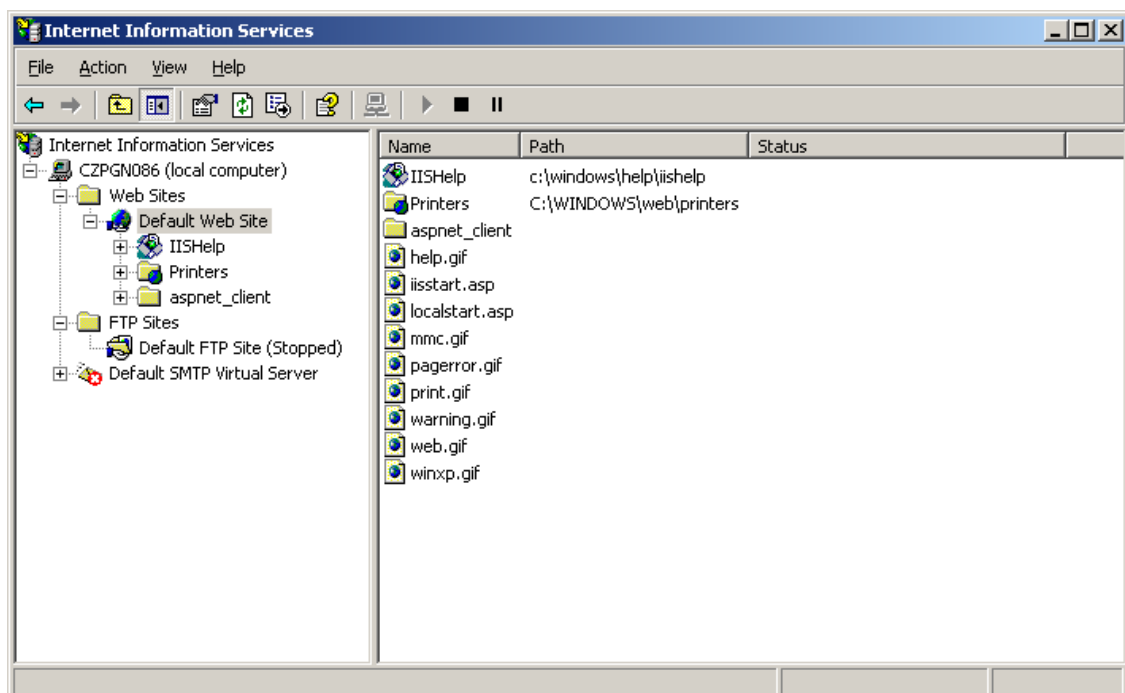 Internet Information Services
File Action View Help
Internet Information Services
CZPGN086 (local computer)
Web Sites
Default Web Site
IISHelp
Printers
aspnet_client
FTP Sites
Default FTP Site (Stopped)
Default SMTP Virtual Server
Name Path Status
IISHelp c:\windows\help\iishelp
Printers C:\WINDOWS\web\printers
aspnet_client
help.gif
iisstart.asp
localstart.asp
mmc.gif
pagerror.gif
print.gif
warning.gif
web.gif
winxp.gif